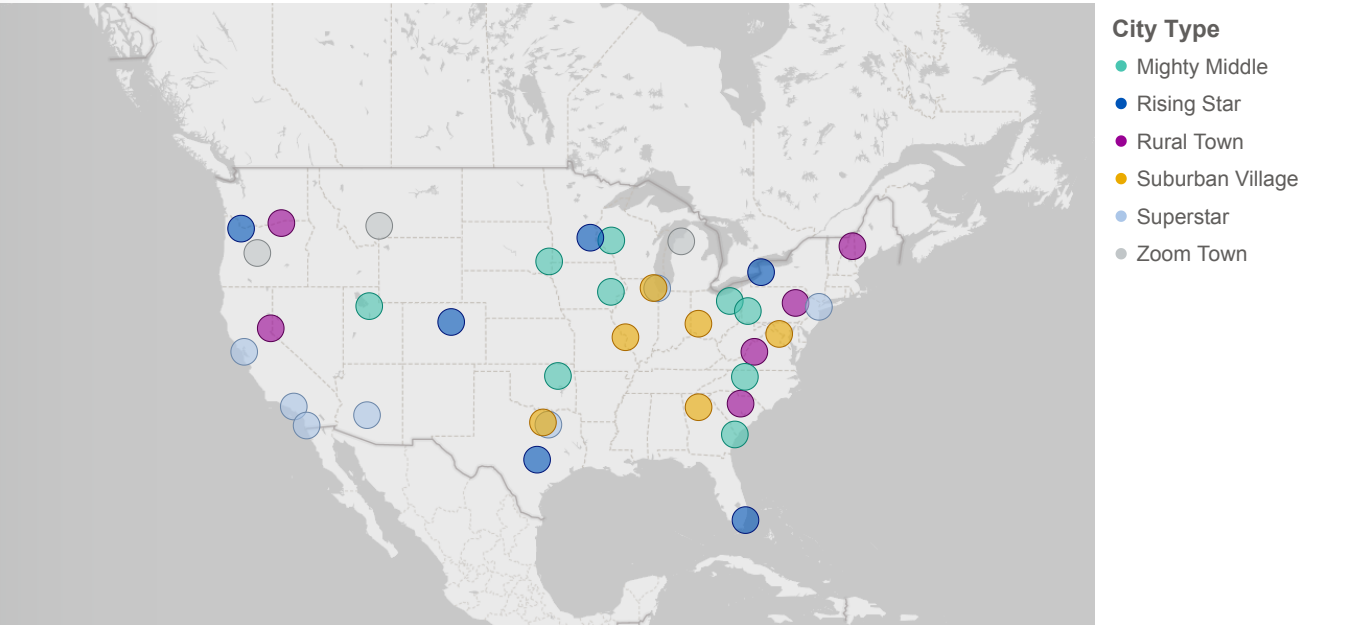 City Type
Mighty Middle
Rising Star
Rural Town
Suburban Village
Superstar
Zoom Town